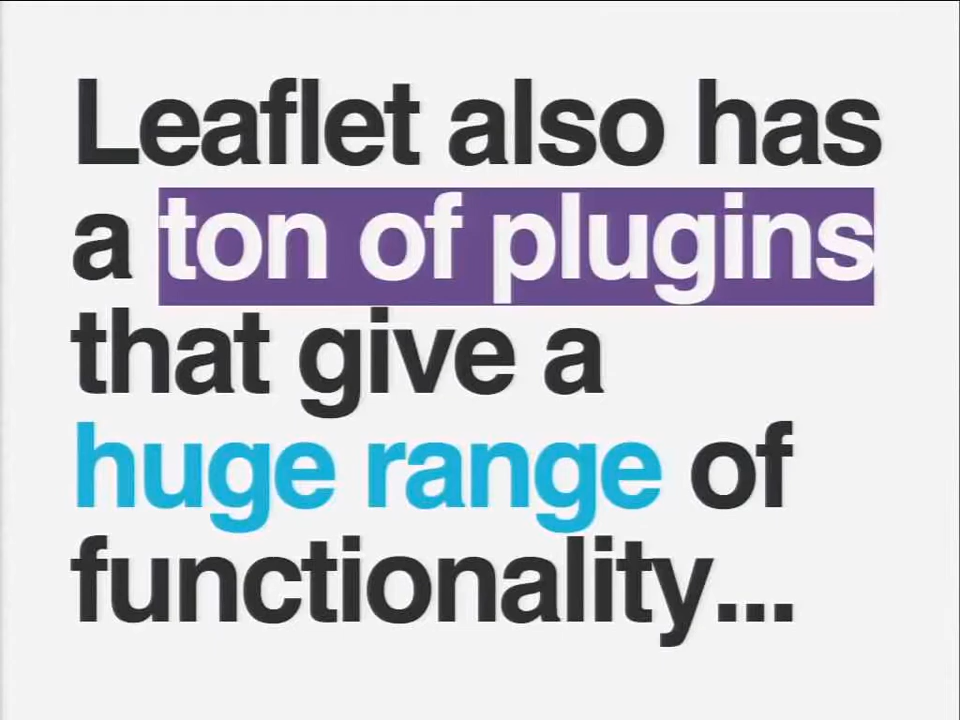 Leaflet also has
a ton of plugins
that give a
huge range of
functionality...